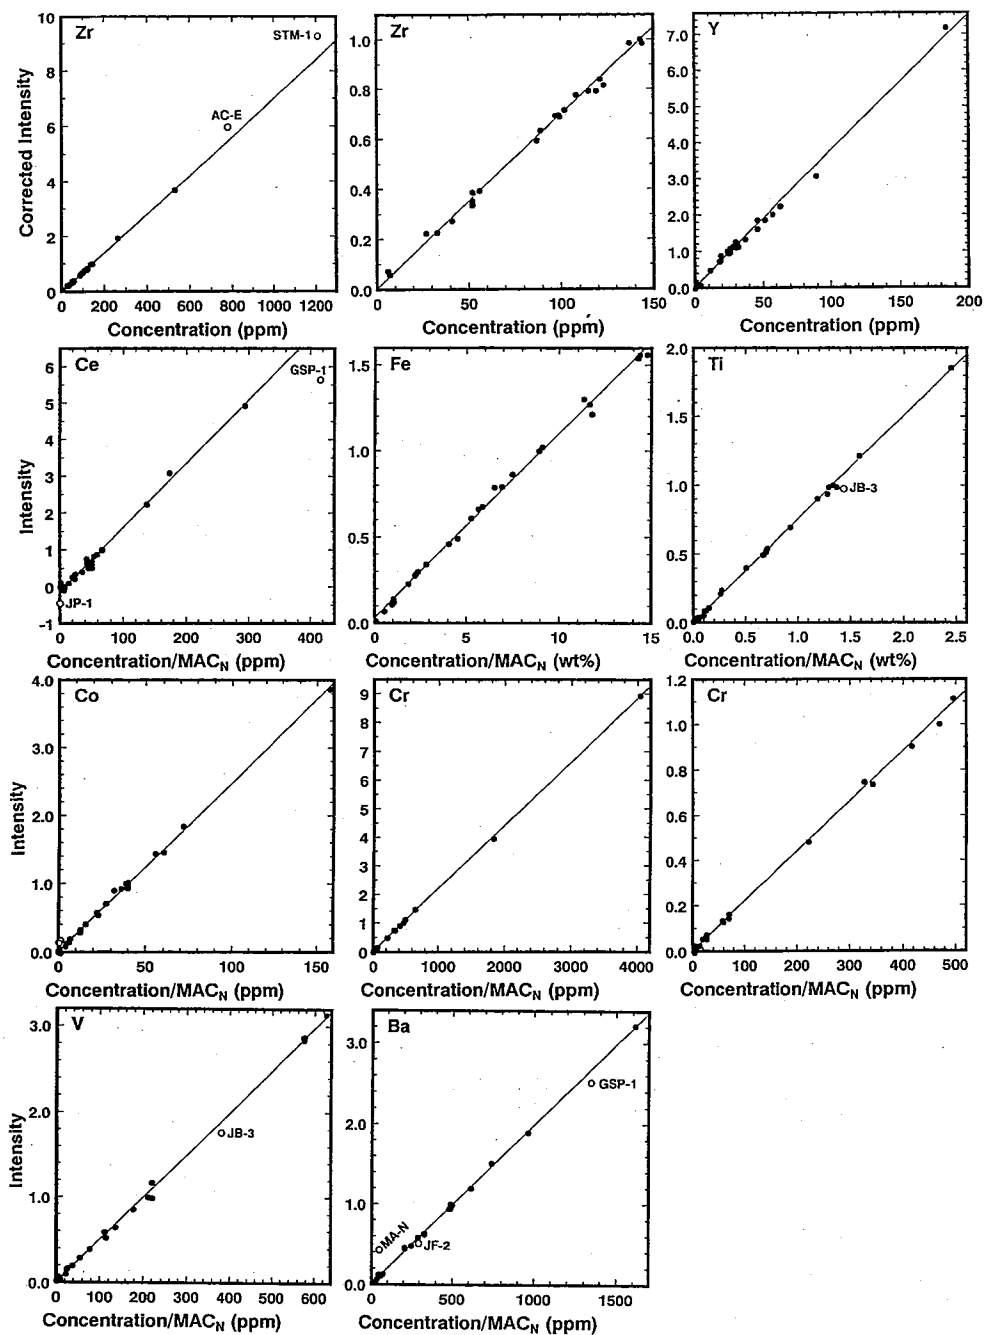 Zr
STM-1
AC-E
10
8
6
4
2
0
Corrected Intensity
0 200 400 600 800 1000 1200
Concentration (ppm)
Zr
1.0
0.8
0.6
0.4
0.2
0.0
0 50 100 150
Concentration (ppm)
Y
7.0
6.0
5.0
4.0
3.0
2.0
1.0
0.0
0 50 100 150 200
Concentration (ppm)
Ce
GSP-1
JP-1
6
5
4
3
2
1
0
-1
Intensity
0 100 200 300 400
Concentration/MACN (ppm)
Fe
1.5
1.0
0.5
0.0
0 5 10 15
Concentration/MACN (wt%)
Ti
JB-3
2.0
1.5
1.0
0.5
0.0
0.0 0.5 1.0 1.5 2.0 2.5
Concentration/MACN (wt%)
Co
4.0
3.0
2.0
1.0
0.0
Intensity
0 50 100 150
Concentration/MACN (ppm)
Cr
9
8
7
6
5
4
3
2
1
0
0 1000 2000 3000 4000
Concentration/MACN (ppm)
Cr
1.2
1.0
0.8
0.6
0.4
0.2
0.0
0 100 200 300 400 500
Concentration/MACN (ppm)
V
JB-3
3.0
2.0
1.0
0.0
Intensity
0 100 200 300 400 500 600
Concentration/MACN (ppm)
Ba
GSP-1
MA-N
JF-2
3.0
2.0
1.0
0.0
0 500 1000 1500
Concentration/MACN (ppm)